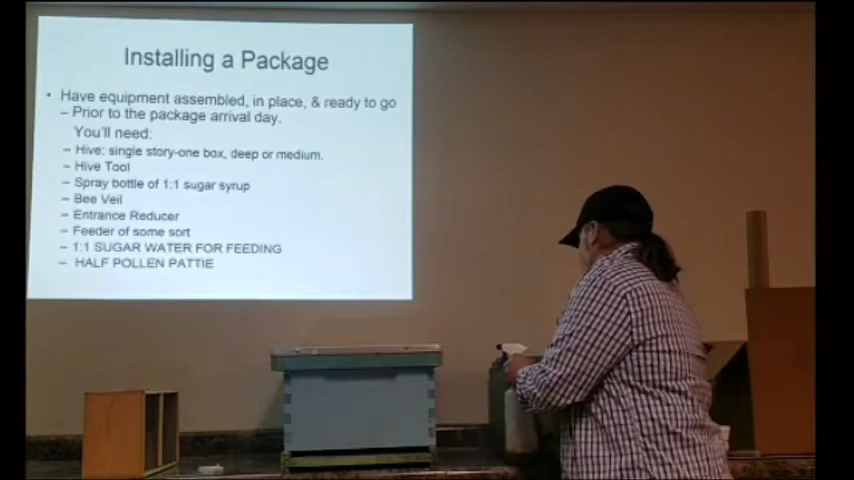 Installing a Package
• Have equipment assembled, in place, & ready to go
– Prior to the package arrival day.
You'll need:
– Hive: single story-one box, deep or medium.
– Hive Tool
– Spray bottle of 1:1 sugar syrup
– Bee Veil
– Entrance Reducer
– Feeder of some sort
– 1:1 SUGAR WATER FOR FEEDING
– HALF POLLEN PATTIE